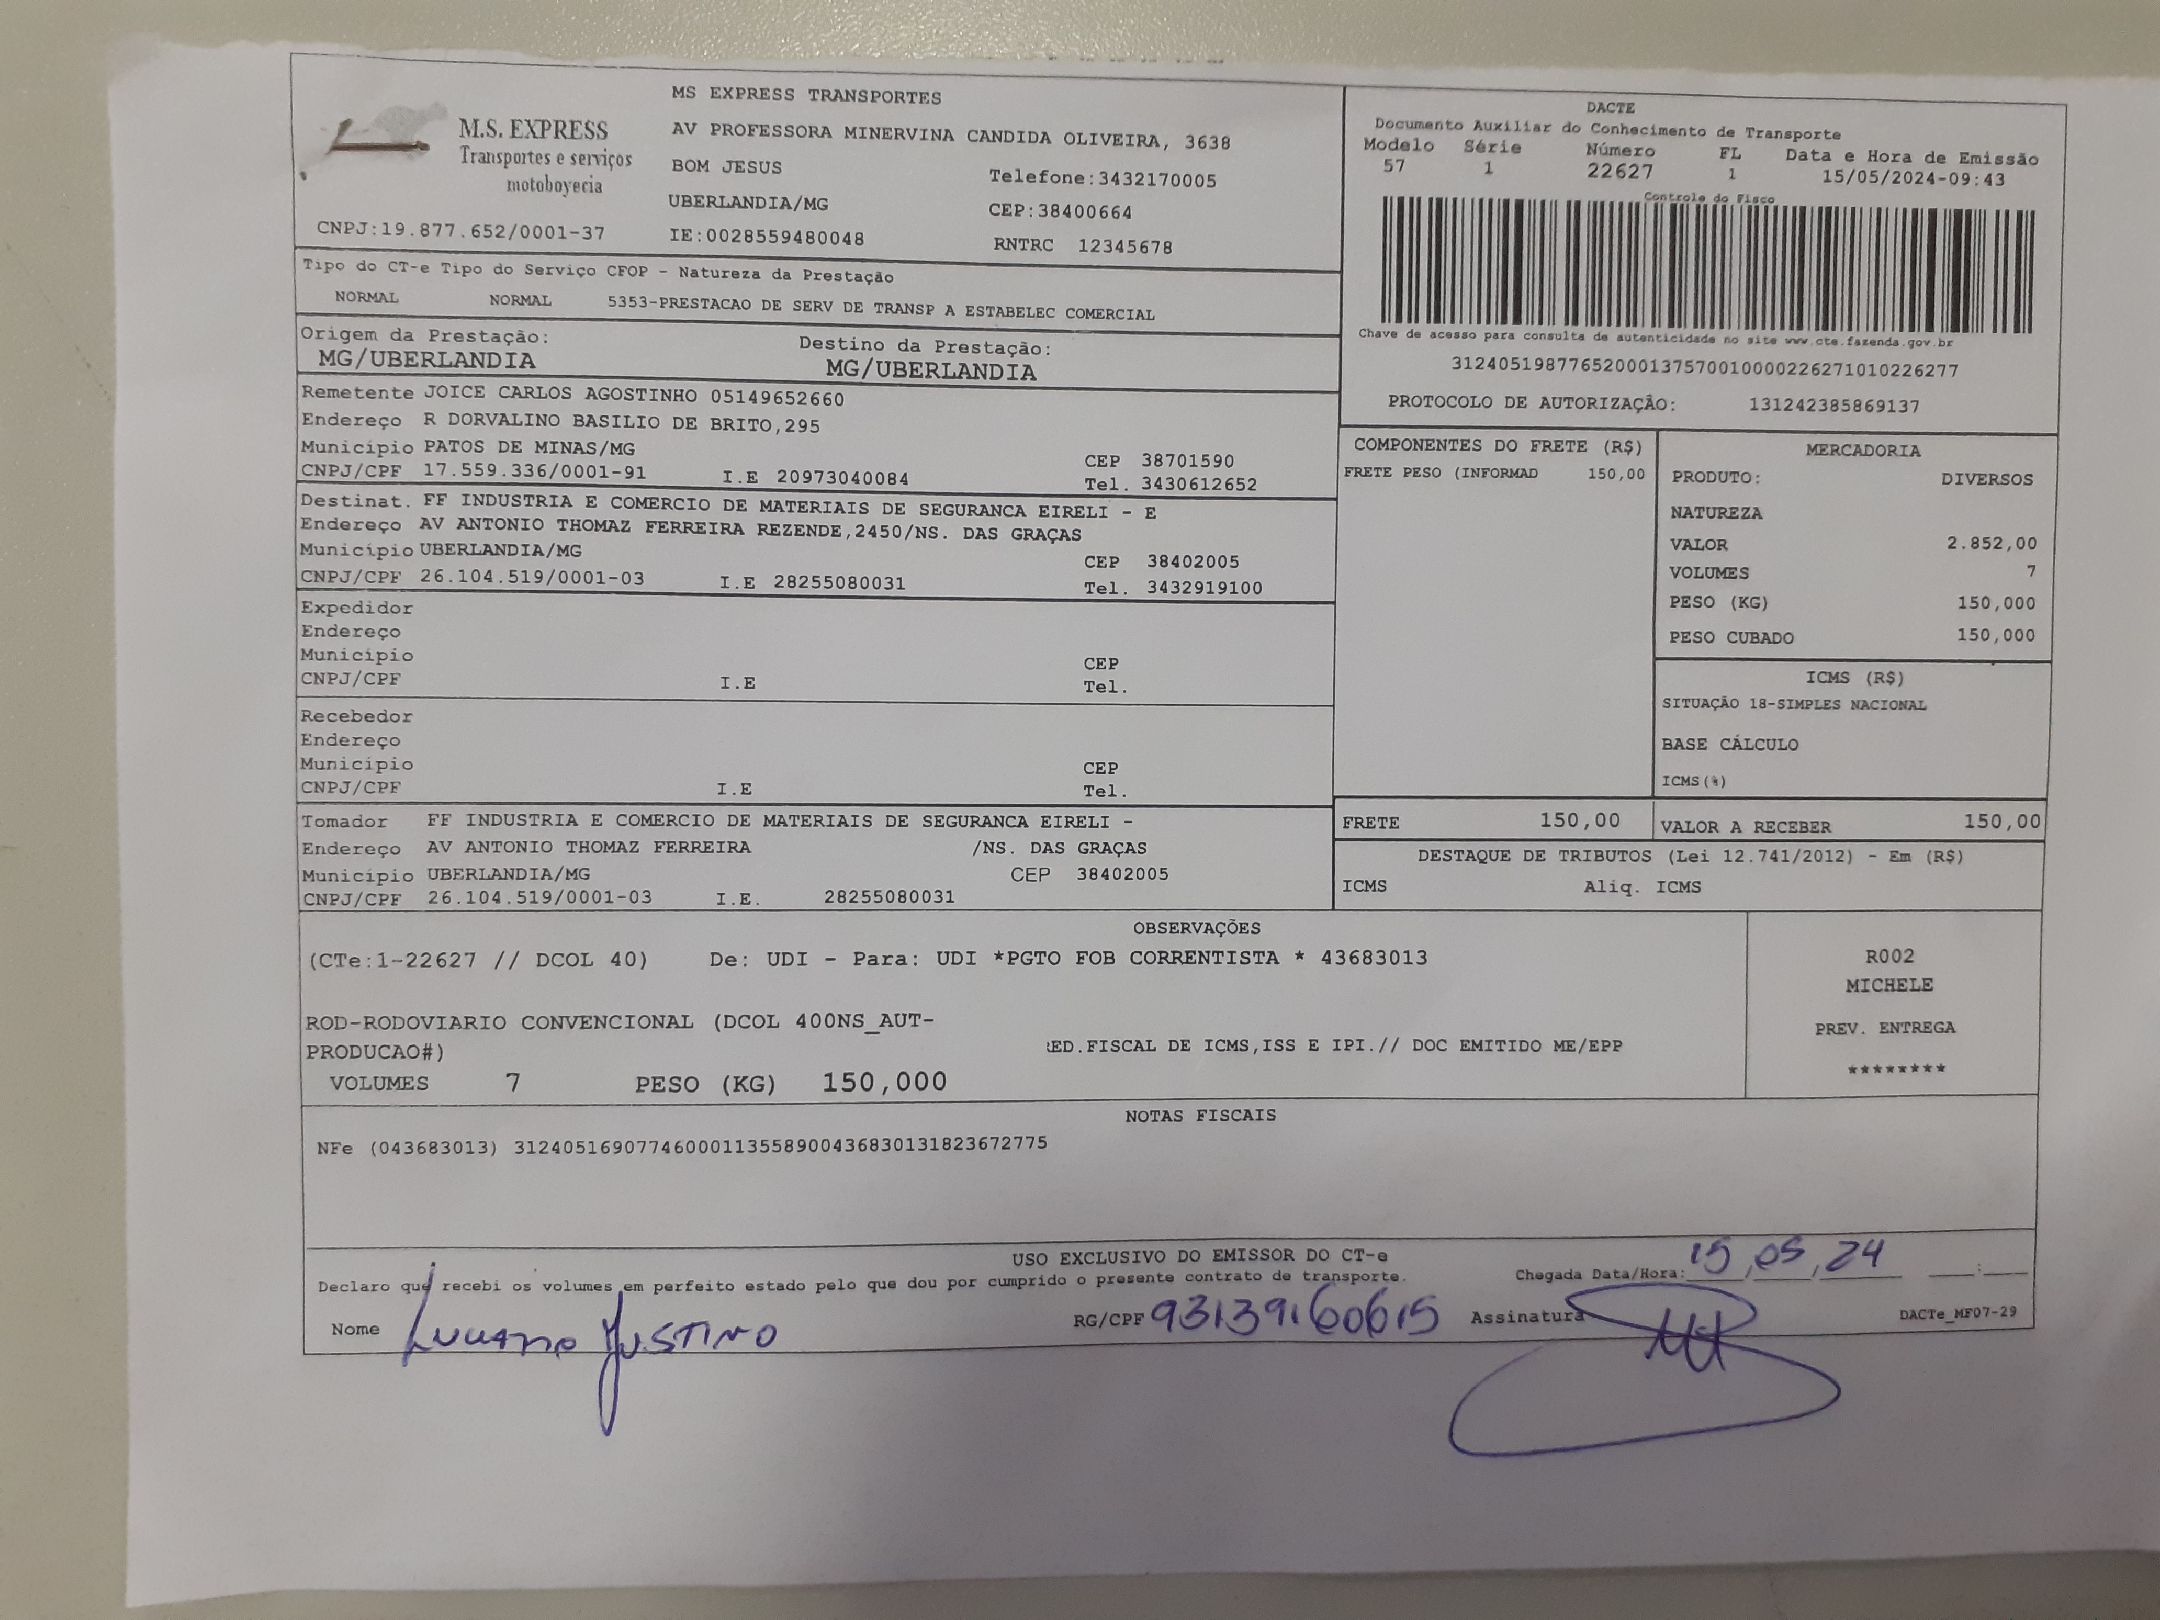 M.S. EXPRESS
Transportes e serviços
motoboyecia
CNPJ:19.877.652/0001-37
MS EXPRESS TRANSPORTES
AV PROFESSORA MINERVINA CANDIDA OLIVEIRA, 3638
BOM JESUS
Telefone:3432170005
UBERLANDIA/MG
CEP:38400664
IE:0028559480048
RNTRC 12345678
DACTE
Documento Auxiliar do Conhecimento de Transporte
Modelo Série Número FL Data e Hora de Emissão
57 1 22627 1 15/05/2024-09:43
Controle do Fisco
Chave de acesso para consulta de autenticidade no site www.cte.fazenda.gov.br
31240519877652000137570010000226271010226277
PROTOCOLO DE AUTORIZAÇÃO: 131242385869137
Tipo do CT-e Tipo do Serviço CFOP - Natureza da Prestação
NORMAL NORMAL 5353-PRESTACAO DE SERV DE TRANSP A ESTABELEC COMERCIAL
Origem da Prestação: Destino da Prestação:
MG/UBERLANDIA MG/UBERLANDIA
Remetente JOICE CARLOS AGOSTINHO 05149652660
Endereço R DORVALINO BASILIO DE BRITO,295
Município PATOS DE MINAS/MG CEP 38701590
CNPJ/CPF 17.559.336/0001-91 I.E 20973040084 Tel. 3430612652
Destinat. FF INDUSTRIA E COMERCIO DE MATERIAIS DE SEGURANCA EIRELI - E
Endereço AV ANTONIO THOMAZ FERREIRA REZENDE,2450/NS. DAS GRAÇAS
Município UBERLANDIA/MG CEP 38402005
CNPJ/CPF 26.104.519/0001-03 I.E 28255080031 Tel. 3432919100
Expedidor
Endereço
Município CEP
CNPJ/CPF I.E Tel.
Recebedor
Endereço
Município CEP
CNPJ/CPF I.E Tel.
Tomador FF INDUSTRIA E COMERCIO DE MATERIAIS DE SEGURANCA EIRELI -
Endereço AV ANTONIO THOMAZ FERREIRA /NS. DAS GRAÇAS
Município UBERLANDIA/MG CEP 38402005
CNPJ/CPF 26.104.519/0001-03 I.E. 28255080031
COMPONENTES DO FRETE (R$)
FRETE PESO (INFORMAD 150,00
MERCADORIA
PRODUTO: DIVERSOS
NATUREZA
VALOR 2.852,00
VOLUMES 7
PESO (KG) 150,000
PESO CUBADO 150,000
ICMS (R$)
SITUAÇÃO 18-SIMPLES NACIONAL
BASE CÁLCULO
ICMS(%)
FRETE 150,00 VALOR A RECEBER 150,00
DESTAQUE DE TRIBUTOS (Lei 12.741/2012) - Em (R$)
ICMS Aliq. ICMS
OBSERVAÇÕES
(CTe:1-22627 // DCOL 40) De: UDI - Para: UDI *PGTO FOB CORRENTISTA * 43683013
ROD-RODOVIARIO CONVENCIONAL (DCOL 400NS_AUT-
PRODUCAO#) RED.FISCAL DE ICMS,ISS E IPI.// DOC EMITIDO ME/EPP
VOLUMES 7 PESO (KG) 150,000
R002
MICHELE
PREV. ENTREGA
********
NOTAS FISCAIS
NFe (043683013) 31240516907746000113558900436830131823672775
USO EXCLUSIVO DO EMISSOR DO CT-e
Declaro que recebi os volumes em perfeito estado pelo que dou por cumprido o presente contrato de transporte. Chegada Data/Hora: 15,05,24 :
Nome Luciano Justino RG/CPF 93139160615 Assinatura DACTe_MF07-29